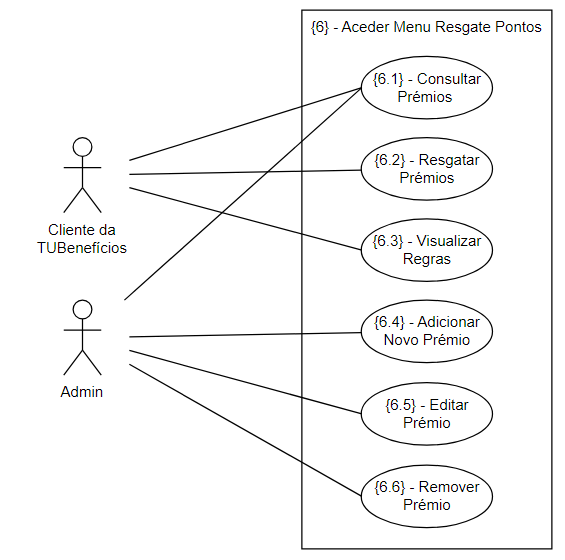 {6} - Aceder Menu Resgate Pontos
{6.1} - Consultar
Prémios
{6.2} - Resgatar
Prémios
Cliente da
TUBenefícios
{6.3} - Visualizar
Regras
{6.4} - Adicionar
Novo Prémio
Admin
{6.5} - Editar
Prémio
{6.6} - Remover
Prémio